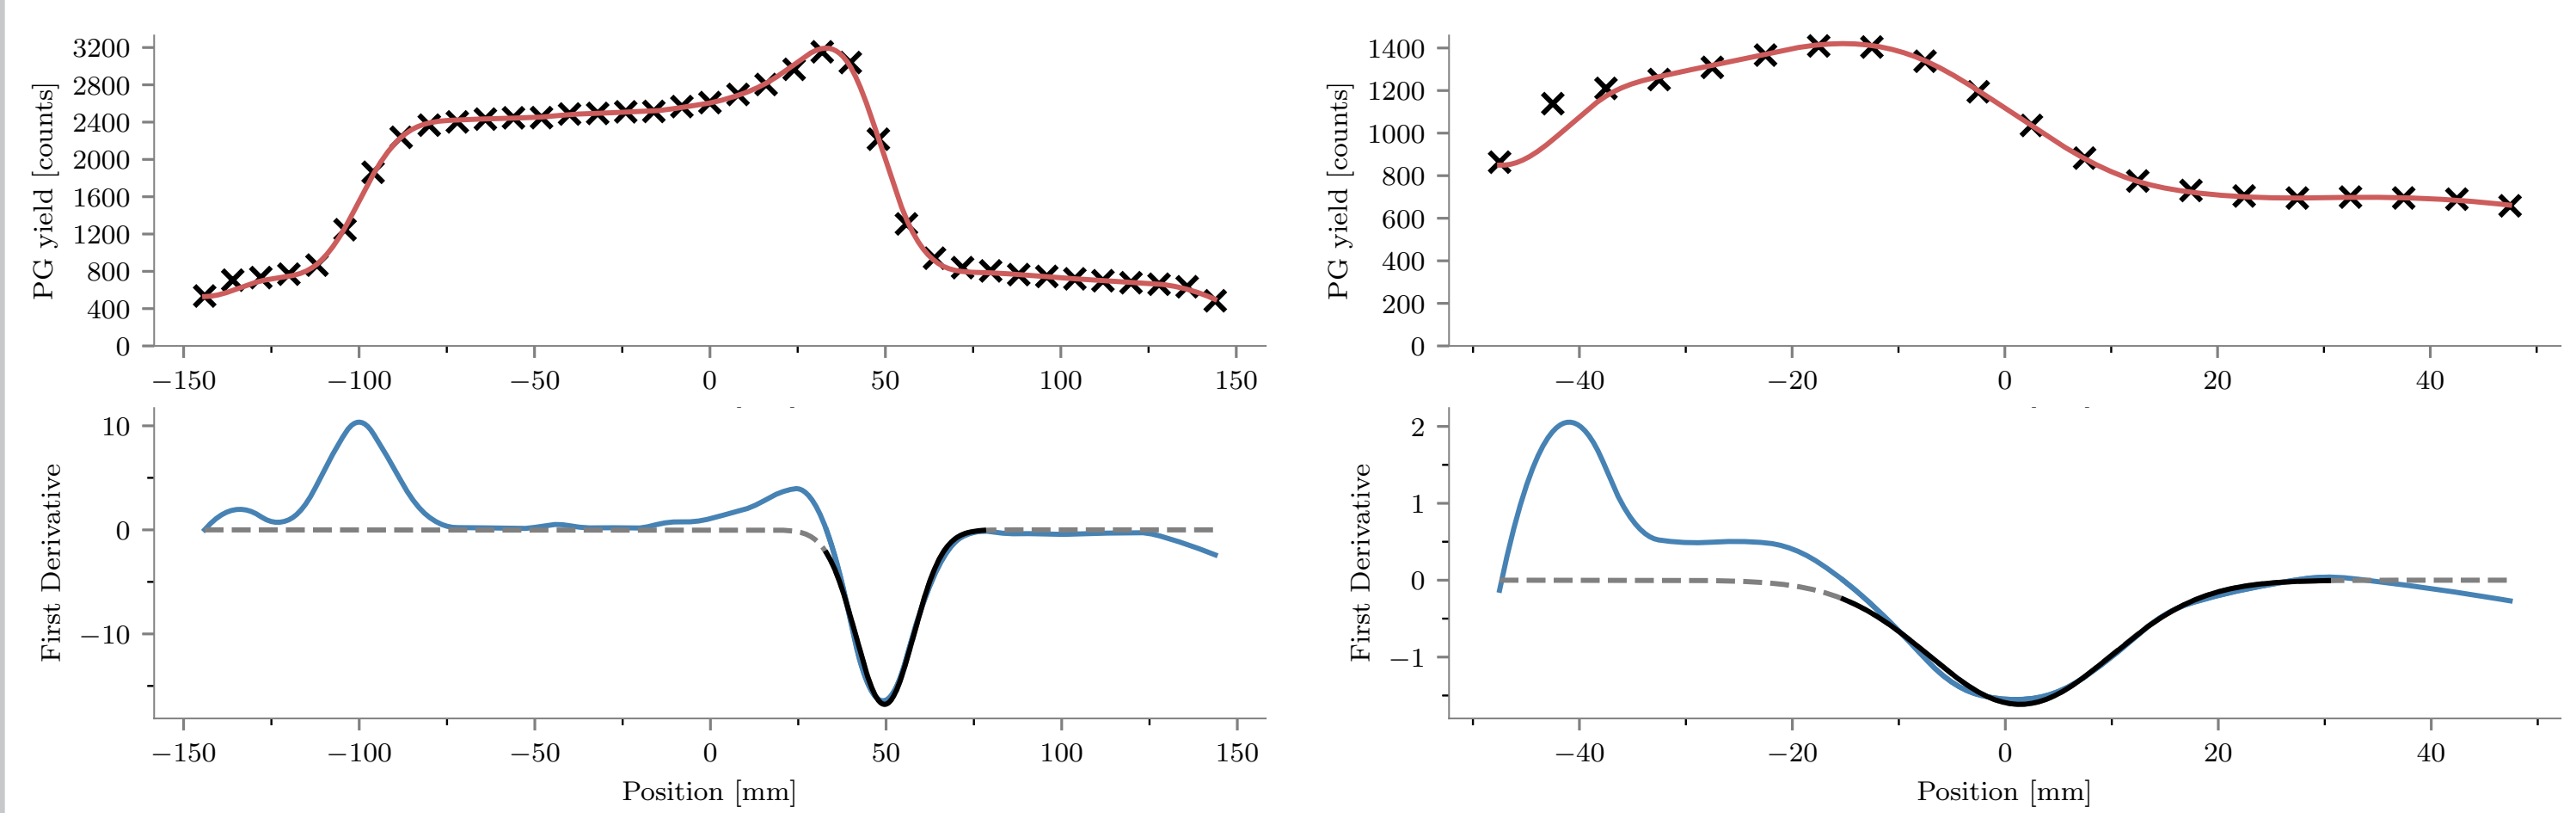 PG yield [counts]
3200
2800
2400
2000
1600
1200
800
400
0
−150 −100 −50 0 50 100 150
PG yield [counts]
1400
1200
1000
800
600
400
200
0
−40 −20 0 20 40
First Derivative
10
0
−10
−150 −100 −50 0 50 100 150
Position [mm]
First Derivative
2
1
0
−1
−40 −20 0 20 40
Position [mm]